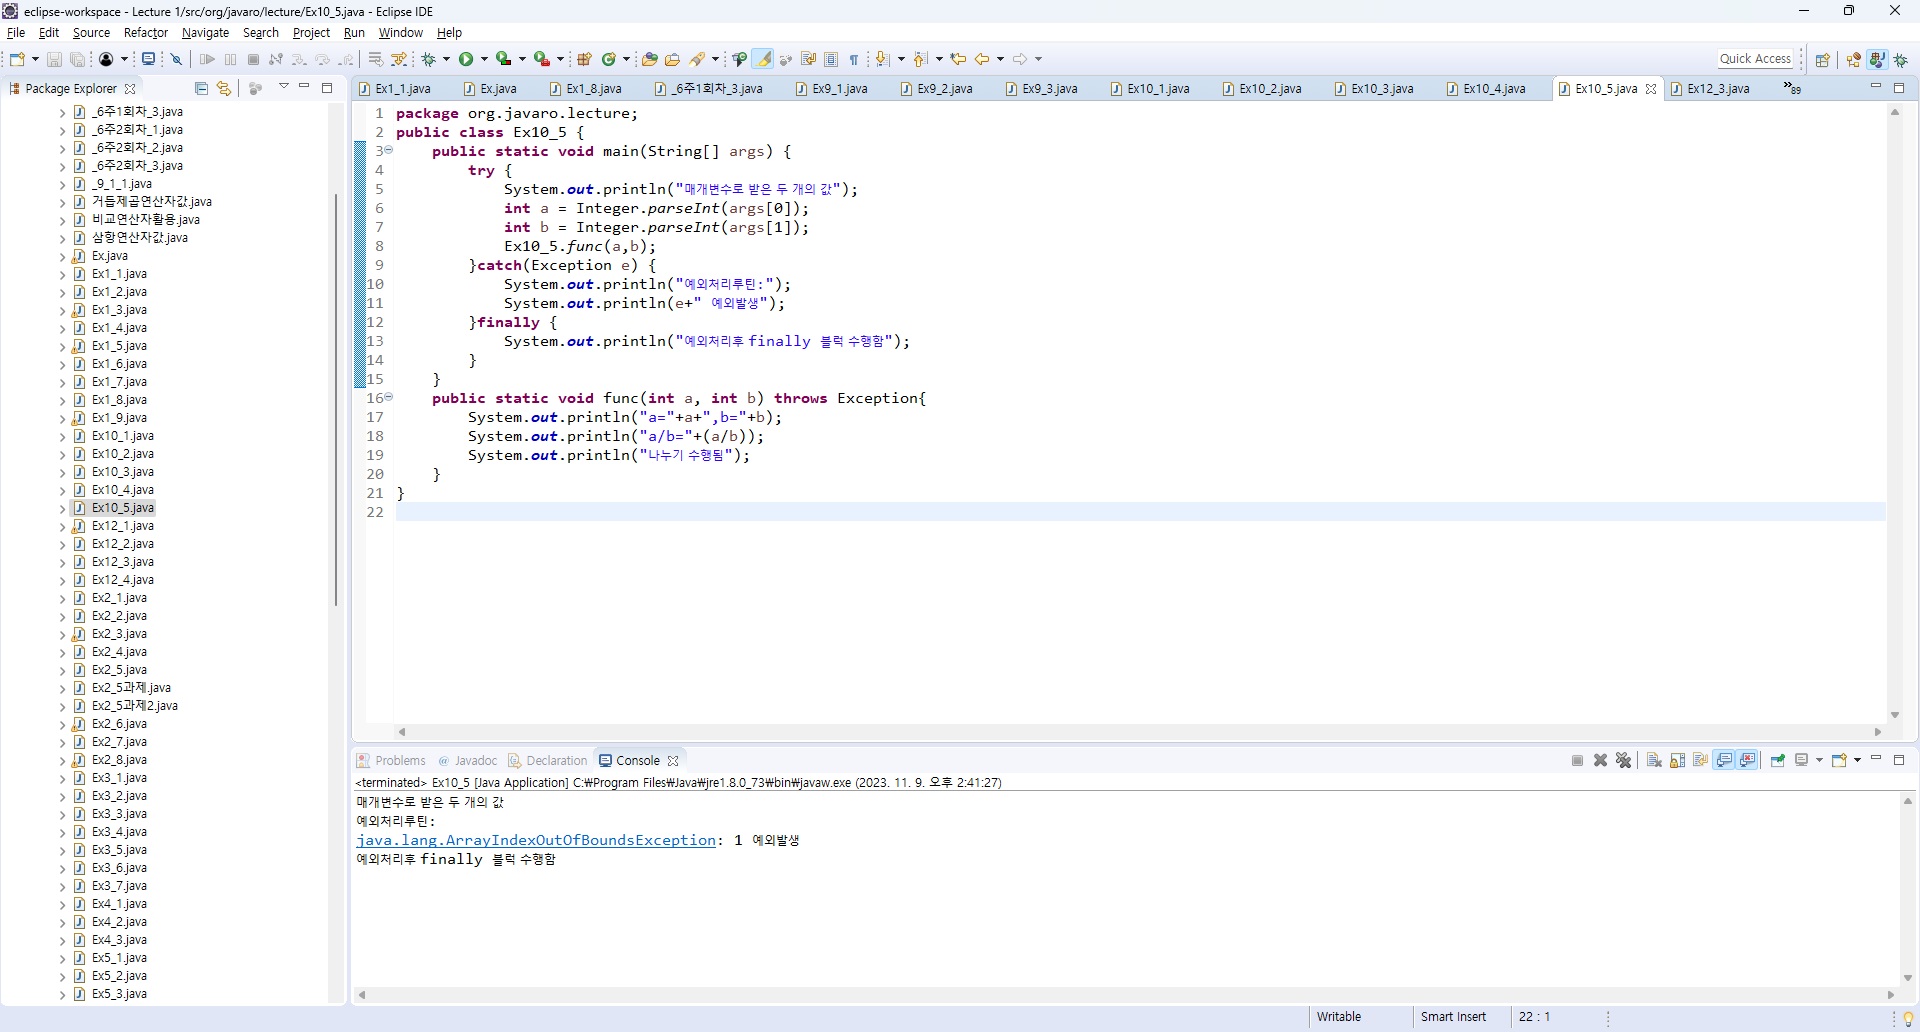 eclipse-workspace - Lecture 1/src/org/javaro/lecture/Ex10_5.java - Eclipse IDE
File Edit Source Refactor Navigate Search Project Run Window Help
Quick Access
Package Explorer
_6주1회차_3.java
_6주2회차_1.java
_6주2회차_2.java
_6주2회차_3.java
_9_1_1.java
거듭제곱연산자값.java
비교연산자활용.java
삼항연산자값.java
Ex.java
Ex1_1.java
Ex1_2.java
Ex1_3.java
Ex1_4.java
Ex1_5.java
Ex1_6.java
Ex1_7.java
Ex1_8.java
Ex1_9.java
Ex10_1.java
Ex10_2.java
Ex10_3.java
Ex10_4.java
Ex10_5.java
Ex12_1.java
Ex12_2.java
Ex12_3.java
Ex12_4.java
Ex2_1.java
Ex2_2.java
Ex2_3.java
Ex2_4.java
Ex2_5.java
Ex2_5과제.java
Ex2_5과제2.java
Ex2_6.java
Ex2_7.java
Ex2_8.java
Ex3_1.java
Ex3_2.java
Ex3_3.java
Ex3_4.java
Ex3_5.java
Ex3_6.java
Ex3_7.java
Ex4_1.java
Ex4_2.java
Ex4_3.java
Ex5_1.java
Ex5_2.java
Ex5_3.java
Ex1_1.java Ex.java Ex1_8.java _6주1회차_3.java Ex9_1.java Ex9_2.java Ex9_3.java Ex10_1.java Ex10_2.java Ex10_3.java Ex10_4.java Ex10_5.java Ex12_3.java »89
1 package org.javaro.lecture;
2 public class Ex10_5 {
3 public static void main(String[] args) {
4 try {
5 System.out.println("매개변수로 받은 두 개의 값");
6 int a = Integer.parseInt(args[0]);
7 int b = Integer.parseInt(args[1]);
8 Ex10_5.func(a,b);
9 }catch(Exception e) {
10 System.out.println("예외처리루틴:");
11 System.out.println(e+" 예외발생");
12 }finally {
13 System.out.println("예외처리후 finally 블럭 수행함");
14 }
15 }
16 public static void func(int a, int b) throws Exception{
17 System.out.println("a="+a+",b="+b);
18 System.out.println("a/b="+(a/b));
19 System.out.println("나누기 수행됨");
20 }
21 }
22
Problems Javadoc Declaration Console
<terminated> Ex10_5 [Java Application] C:₩Program Files₩Java₩jre1.8.0_73₩bin₩javaw.exe (2023. 11. 9. 오후 2:41:27)
매개변수로 받은 두 개의 값
예외처리루틴:
java.lang.ArrayIndexOutOfBoundsException: 1 예외발생
예외처리후 finally 블럭 수행함
Writable Smart Insert 22 : 1